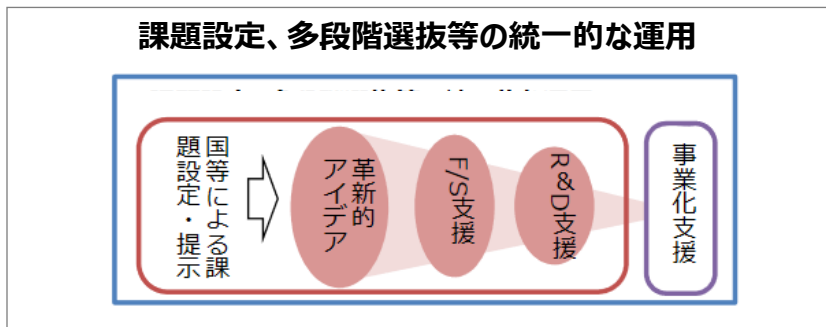 課題設定、多段階選抜等の統一的な運用
国等による課
題設定・提示
革新的
アイデア
F/S支援
R&D支援
事業化支援